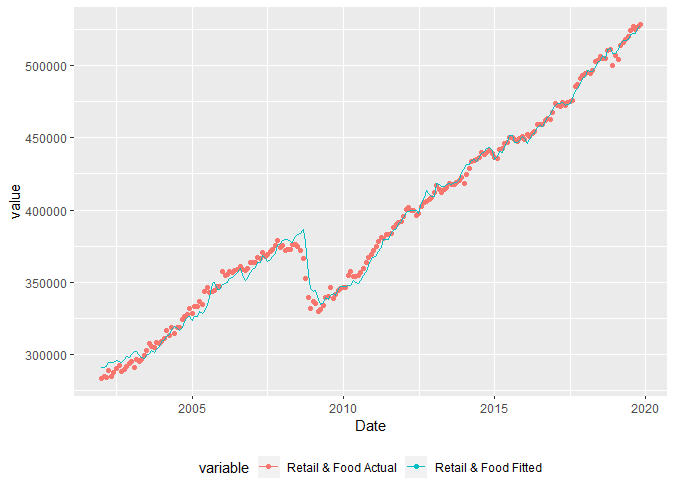 value
500000
450000
400000
350000
300000
2005 2010 2015 2020
Date
variable Retail & Food Actual Retail & Food Fitted